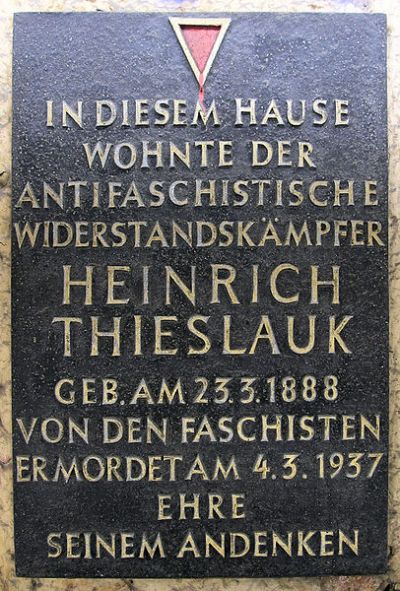 IN DIESEM HAUSE
WOHNTE DER
ANTIFASCHISTISCHE
WIDERSTANDSKÄMPFER
HEINRICH
THIESLAUK
GEB. AM 23.3.1888
VON DEN FASCHISTEN
ERMORDET AM 4.3.1937
EHRE
SEINEM ANDENKEN